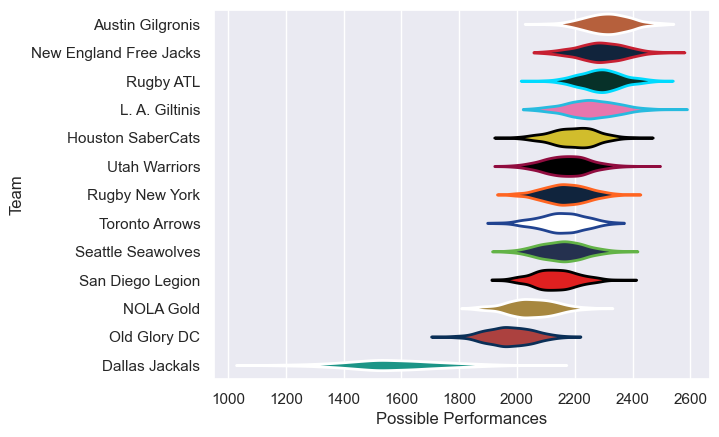 Austin Gilgronis
New England Free Jacks
Rugby ATL
L. A. Giltinis
Houston SaberCats
Utah Warriors
Rugby New York
Toronto Arrows
Seattle Seawolves
San Diego Legion
NOLA Gold
Old Glory DC
Dallas Jackals
Team
1000 1200 1400 1600 1800 2000 2200 2400 2600
Possible Performances